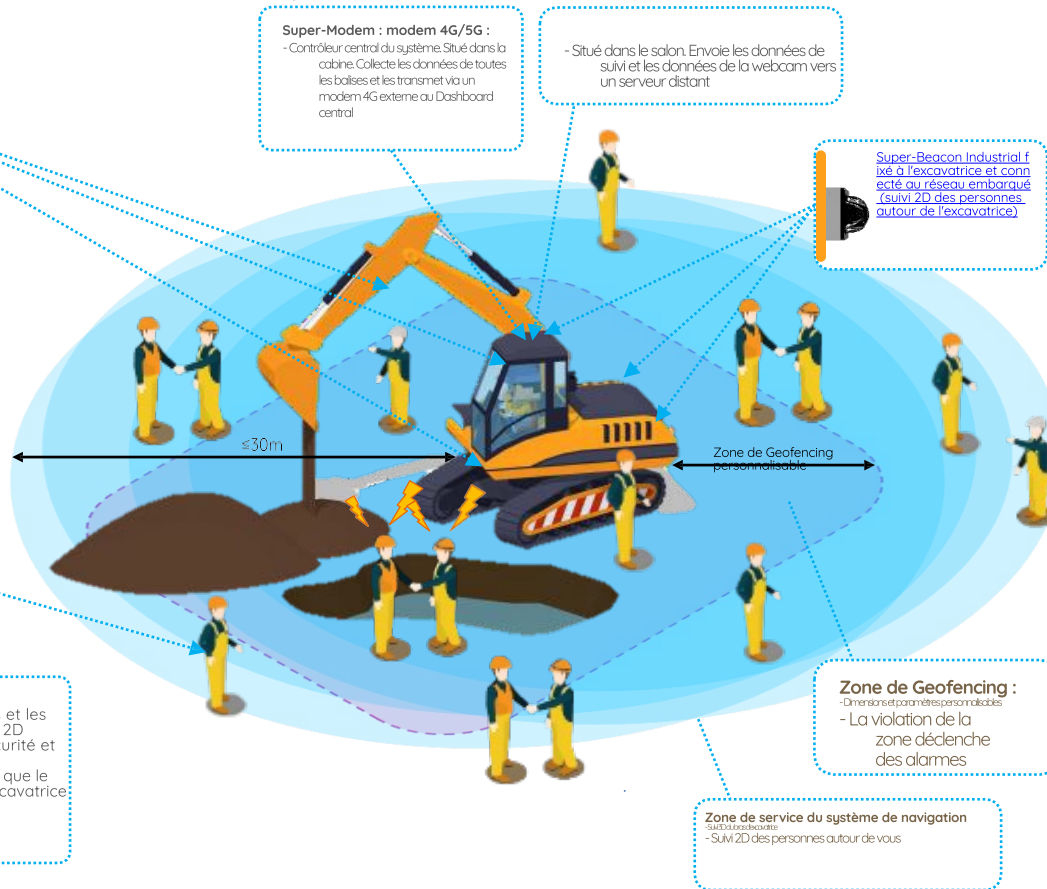 Super-Modem : modem 4G/5G :
- Contrôleur central du système. Situé dans la
cabine. Collecte les données de toutes
les balises et les transmet via un
modem 4G externe au Dashboard
central
- Situé dans le salon. Envoie les données de
suivi et les données de la webcam vers
un serveur distant
Super-Beacon Industrial f
ixé à l'excavatrice et conn
ecté au réseau embarqué
(suivi 2D des personnes
autour de l'excavatrice)
≤30m
Zone de Geofencing
personnalisable
et les
2D
urité et
que le
cavatrice
Zone de Geofencing :
- Dimensions et paramètres personnalisables
- La violation de la
zone déclenche
des alarmes
Zone de service du système de navigation
- Suivi 3D du bras d'excavatrice
- Suivi 2D des personnes autour de vous